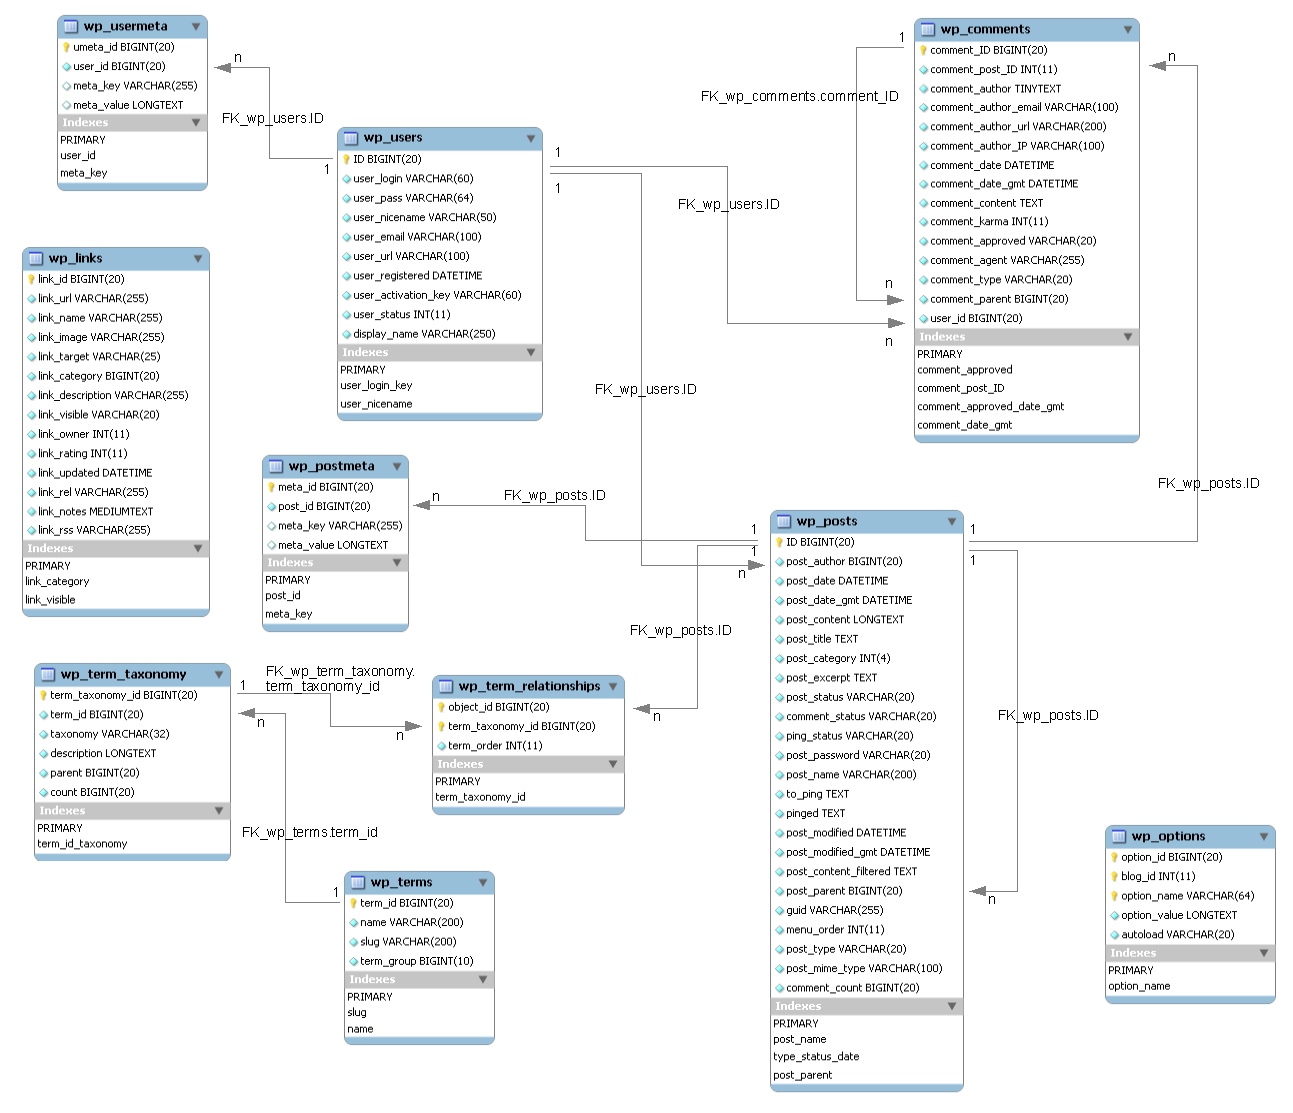 wp_usermeta
umeta_id BIGINT(20)
user_id BIGINT(20)
meta_key VARCHAR(255)
meta_value LONGTEXT
Indexes
PRIMARY
user_id
meta_key
n
FK_wp_users.ID
1
wp_users
ID BIGINT(20)
user_login VARCHAR(60)
user_pass VARCHAR(64)
user_nicename VARCHAR(50)
user_email VARCHAR(100)
user_url VARCHAR(100)
user_registered DATETIME
user_activation_key VARCHAR(60)
user_status INT(11)
display_name VARCHAR(250)
Indexes
PRIMARY
user_login_key
user_nicename
1
1
FK_wp_users.ID
n
FK_wp_users.ID
n
1
FK_wp_comments.comment_ID
n
wp_comments
comment_ID BIGINT(20)
comment_post_ID INT(11)
comment_author TINYTEXT
comment_author_email VARCHAR(100)
comment_author_url VARCHAR(200)
comment_author_IP VARCHAR(100)
comment_date DATETIME
comment_date_gmt DATETIME
comment_content TEXT
comment_karma INT(11)
comment_approved VARCHAR(20)
comment_agent VARCHAR(255)
comment_type VARCHAR(20)
comment_parent BIGINT(20)
user_id BIGINT(20)
Indexes
PRIMARY
comment_approved
comment_post_ID
comment_approved_date_gmt
comment_date_gmt
n
FK_wp_posts.ID
wp_links
link_id BIGINT(20)
link_url VARCHAR(255)
link_name VARCHAR(255)
link_image VARCHAR(255)
link_target VARCHAR(25)
link_category BIGINT(20)
link_description VARCHAR(255)
link_visible VARCHAR(20)
link_owner INT(11)
link_rating INT(11)
link_updated DATETIME
link_rel VARCHAR(255)
link_notes MEDIUMTEXT
link_rss VARCHAR(255)
Indexes
PRIMARY
link_category
link_visible
wp_postmeta
meta_id BIGINT(20)
post_id BIGINT(20)
meta_key VARCHAR(255)
meta_value LONGTEXT
Indexes
PRIMARY
post_id
meta_key
n
FK_wp_posts.ID
1
1
FK_wp_posts.ID
n
wp_posts
ID BIGINT(20)
post_author BIGINT(20)
post_date DATETIME
post_date_gmt DATETIME
post_content LONGTEXT
post_title TEXT
post_category INT(4)
post_excerpt TEXT
post_status VARCHAR(20)
comment_status VARCHAR(20)
ping_status VARCHAR(20)
post_password VARCHAR(20)
post_name VARCHAR(200)
to_ping TEXT
pinged TEXT
post_modified DATETIME
post_modified_gmt DATETIME
post_content_filtered TEXT
post_parent BIGINT(20)
guid VARCHAR(255)
menu_order INT(11)
post_type VARCHAR(20)
post_mime_type VARCHAR(100)
comment_count BIGINT(20)
Indexes
PRIMARY
post_name
type_status_date
post_parent
1
1
FK_wp_posts.ID
n
wp_term_taxonomy
term_taxonomy_id BIGINT(20)
term_id BIGINT(20)
taxonomy VARCHAR(32)
description LONGTEXT
parent BIGINT(20)
count BIGINT(20)
Indexes
PRIMARY
term_id_taxonomy
1
FK_wp_term_taxonomy.
term_taxonomy_id
n
n
FK_wp_terms.term_id
1
wp_term_relationships
object_id BIGINT(20)
term_taxonomy_id BIGINT(20)
term_order INT(11)
Indexes
PRIMARY
term_taxonomy_id
wp_terms
term_id BIGINT(20)
name VARCHAR(200)
slug VARCHAR(200)
term_group BIGINT(10)
Indexes
PRIMARY
slug
name
wp_options
option_id BIGINT(20)
blog_id INT(11)
option_name VARCHAR(64)
option_value LONGTEXT
autoload VARCHAR(20)
Indexes
PRIMARY
option_name